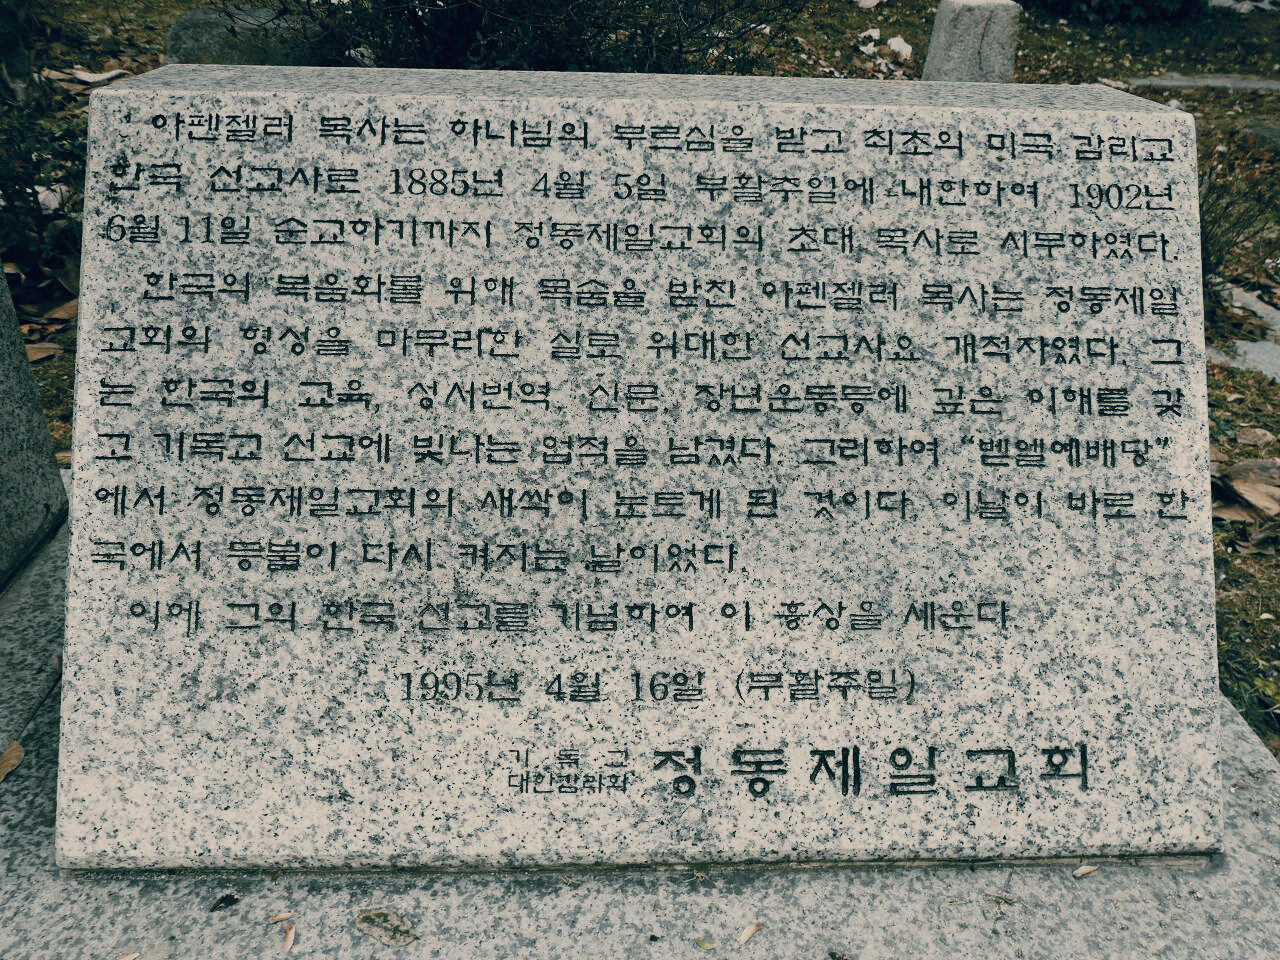 아펜젤러 목사는 하나님의 부르심을 받고 최초의 미국 감리교
한국 선교사로 1885년 4월 5일 부활주일에 내한하여 1902년
6월 11일 순교하기까지 정동제일교회의 초대 목사로 시무하였다.
한국의 복음화를 위해 목숨을 바친 아펜젤러 목사는 정동제일
교회의 형성을 마무리한 실로 위대한 선교사요 개척자였다. 그
는 한국의 교육, 성서번역, 신문, 장년운동등에 깊은 이해를 갖
고 기독교 선교에 빛나는 업적을 남겼다. 그리하여 “벧엘예배당”
에서 정동제일교회의 새싹이 눈트게 된 것이다. 이날이 바로 한
국에서 등불이 다시 켜지는 날이었다.
이에 그의 한국 선교를 기념하여 이 흉상을 세운다.
1995년 4월 16일 (부활주일)
기독교
대한감리회 정동제일교회